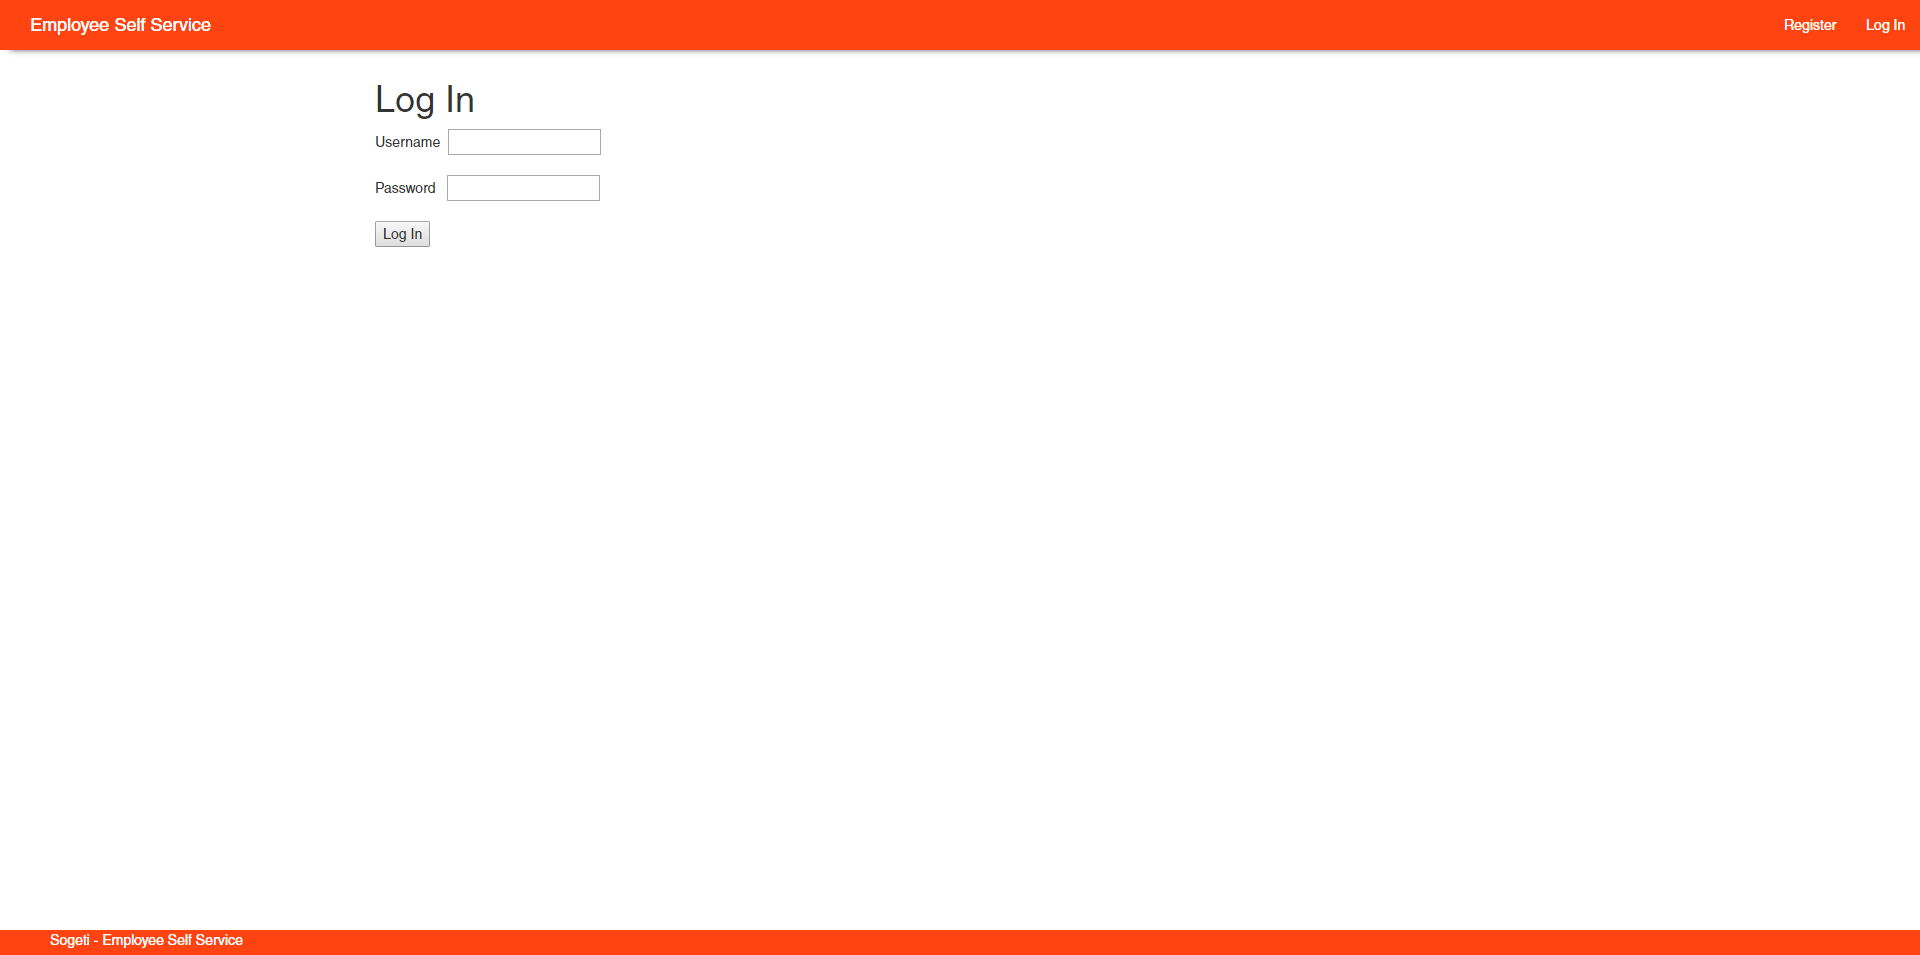 Employee Self Service
Register
Log In
Log In
Username
Password
Log In
Sogeti - Employee Self Service